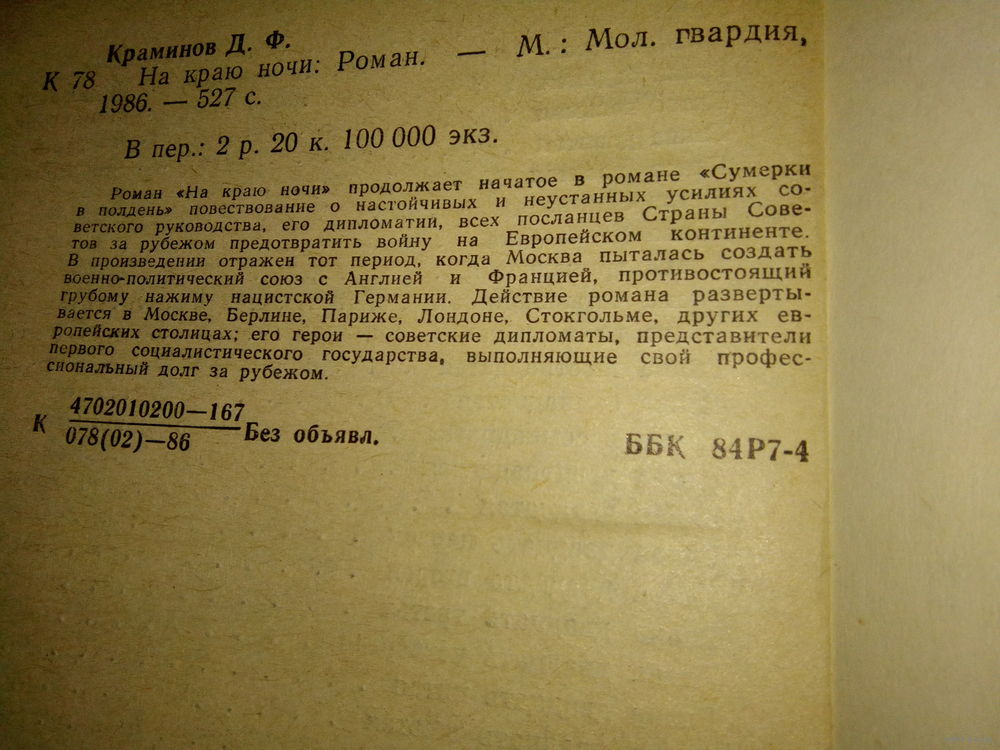 Краминов Д. Ф.
К 78 На краю ночи: Роман. — М.: Мол. гвардия,
1986. — 527 с.
В пер.: 2 р. 20 к. 100 000 экз.
Роман «На краю ночи» продолжает начатое в романе «Сумерки
в полдень» повествование о настойчивых и неустанных усилиях со-
ветского руководства, его дипломатии, всех посланцев Страны Сове-
тов за рубежом предотвратить войну на Европейском континенте.
В произведении отражен тот период, когда Москва пыталась создать
военно-политический союз с Англией и Францией, противостоящий
грубому нажиму нацистской Германии. Действие романа разверты-
вается в Москве, Берлине, Париже, Лондоне, Стокгольме, других ев-
ропейских столицах; его герои — советские дипломаты, представители
первого социалистического государства, выполняющие свой профес-
сиональный долг за рубежом.
4702010200—167
К
078(02)—86
Без объявл.
ББК 84Р7-4